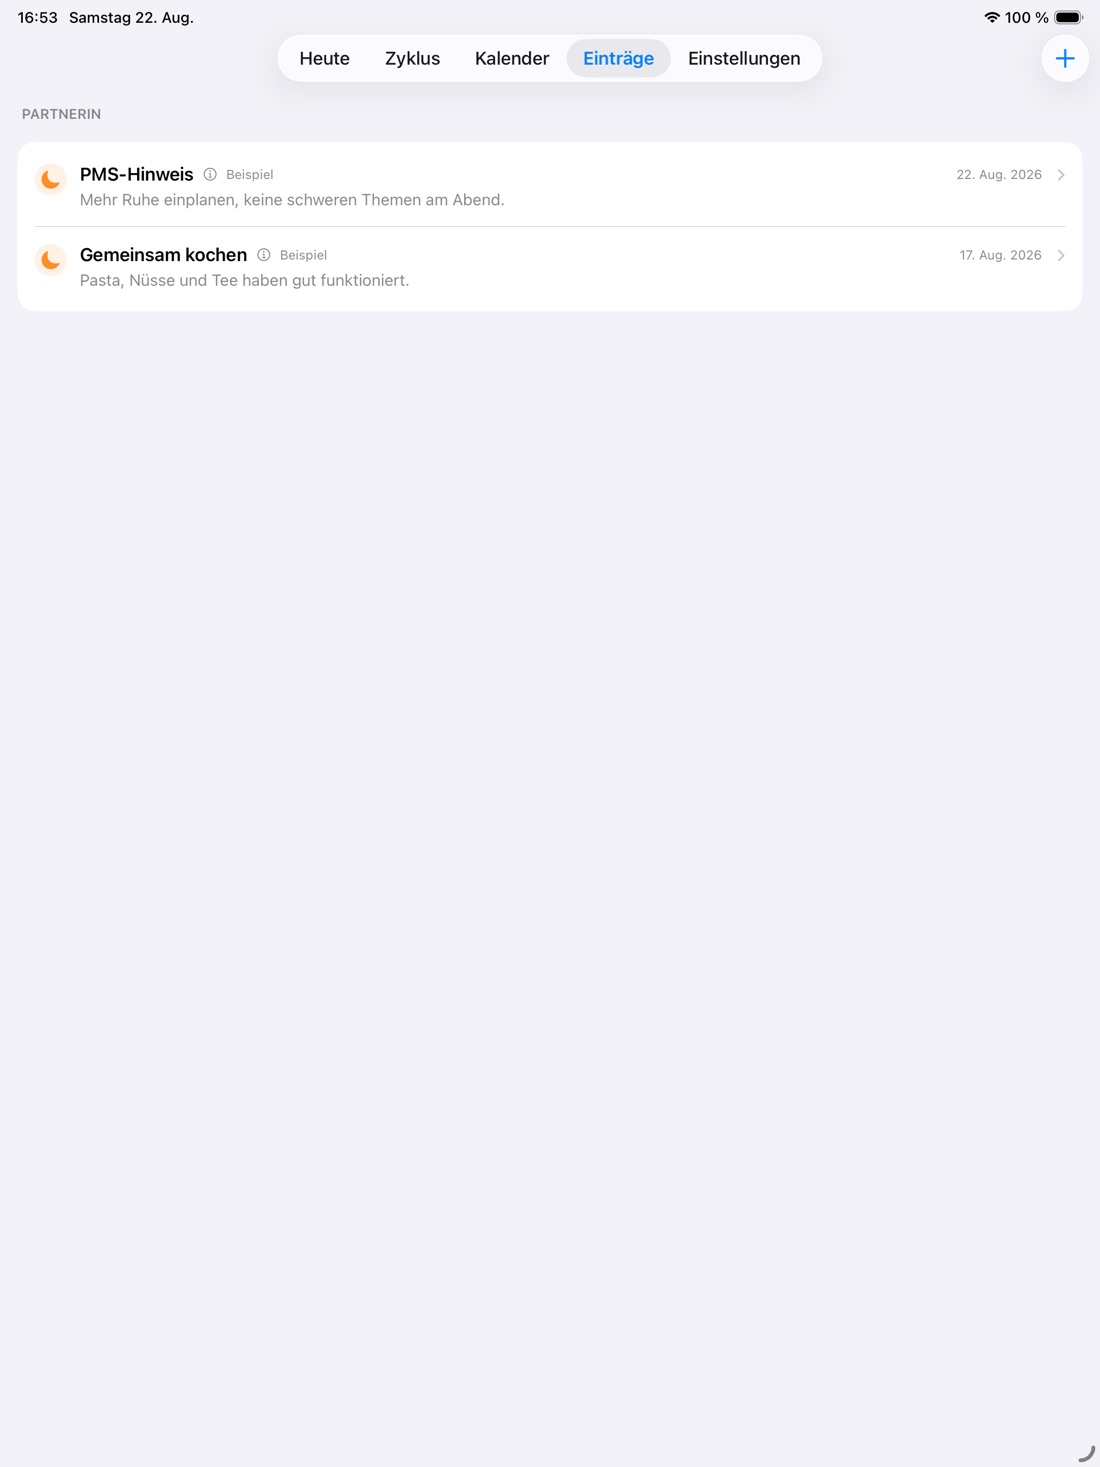 16:53 Samstag 22. Aug.
100 %
Heute Zyklus Kalender Einträge Einstellungen
PARTNERIN
PMS-Hinweis Beispiel 22. Aug. 2026
Mehr Ruhe einplanen, keine schweren Themen am Abend.
Gemeinsam kochen Beispiel 17. Aug. 2026
Pasta, Nüsse und Tee haben gut funktioniert.